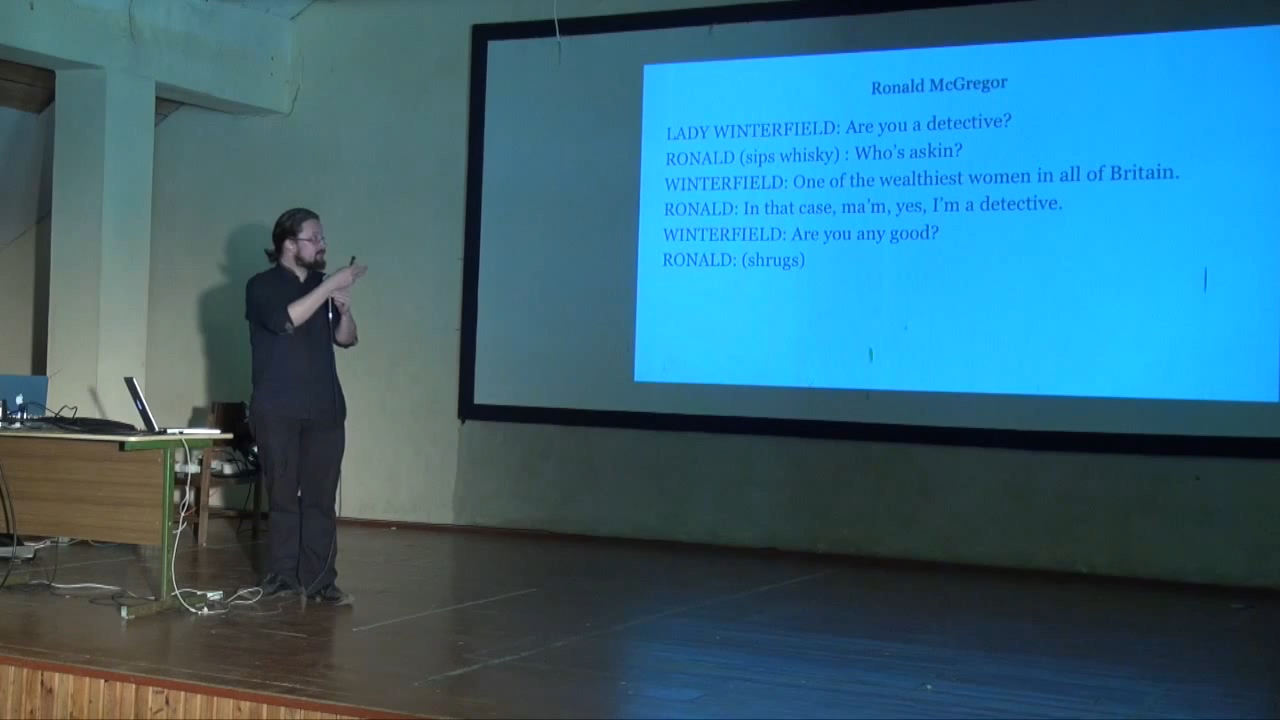 Ronald McGregor
LADY WINTERFIELD: Are you a detective?
RONALD (sips whisky) : Who's askin?
WINTERFIELD: One of the wealthiest women in all of Britain.
RONALD: In that case, ma'm, yes, I'm a detective.
WINTERFIELD: Are you any good?
RONALD: (shrugs)